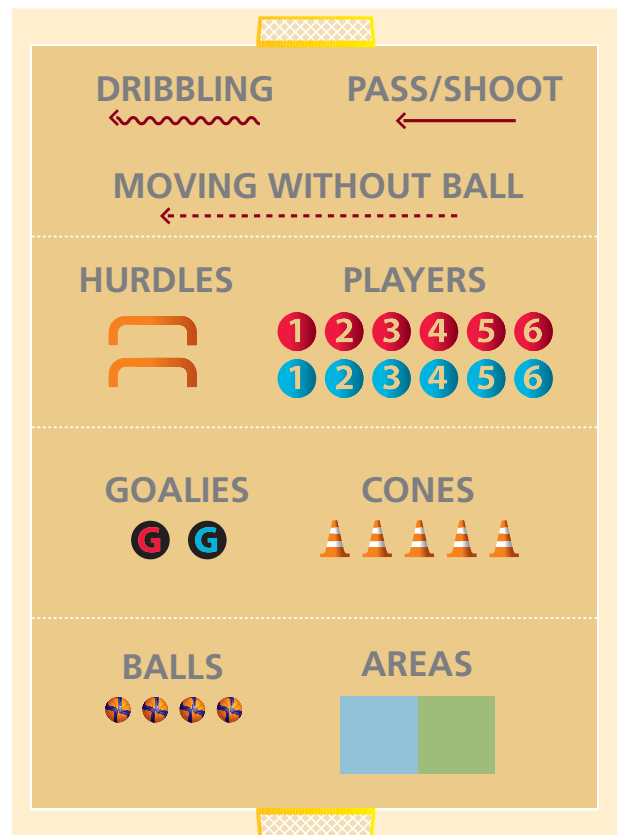 DRIBBLING PASS/SHOOT
MOVING WITHOUT BALL
HURDLES PLAYERS
1 2 3 4 5 6
1 2 3 4 5 6
GOALIES CONES
G G
BALLS AREAS